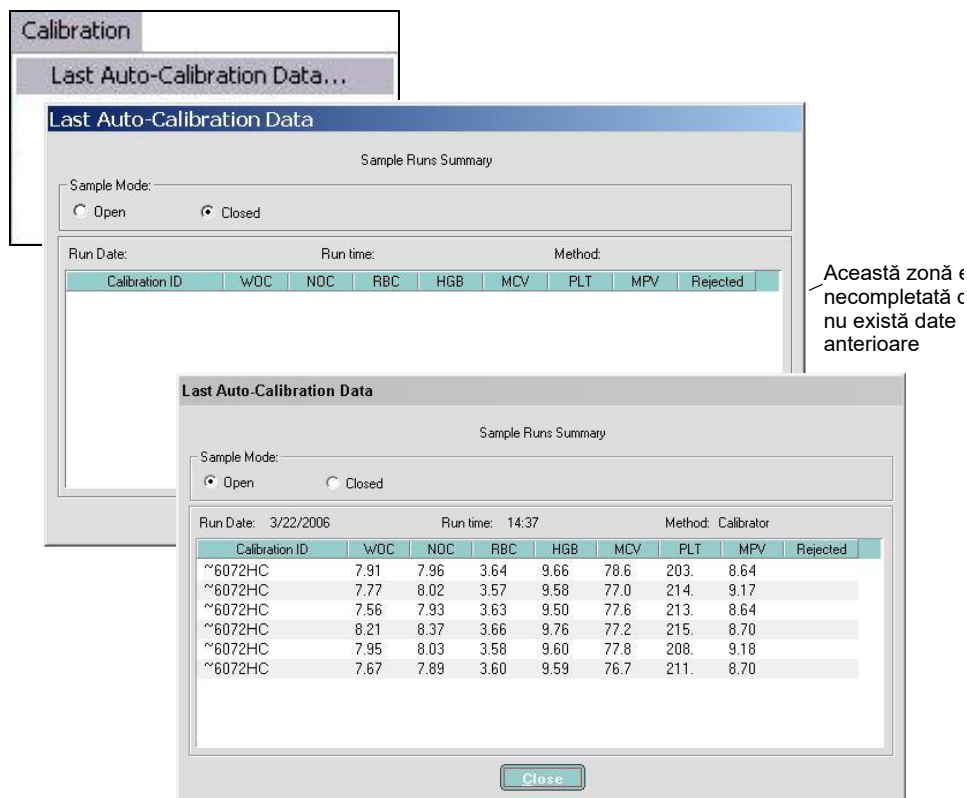 Calibration
Last Auto-Calibration Data...
Last Auto-Calibration Data
Sample Runs Summary
Sample Mode:
Open Closed
Run Date: Run time: Method:
Calibration ID WOC NOC RBC HGB MCV PLT MPV Rejected
Această zonă e
necompletată
nu există date
anterioare
Last Auto-Calibration Data
Sample Runs Summary
Sample Mode:
Open Closed
Run Date: 3/22/2006 Run time: 14:37 Method: Calibrator
Calibration ID WOC NOC RBC HGB MCV PLT MPV Rejected
~6072HC 7.91 7.96 3.64 9.66 78.6 203. 8.64
~6072HC 7.77 8.02 3.57 9.58 77.0 214. 9.17
~6072HC 7.56 7.93 3.63 9.50 77.6 213. 8.64
~6072HC 8.21 8.37 3.66 9.76 77.2 215. 8.70
~6072HC 7.95 8.03 3.58 9.60 77.8 208. 9.18
~6072HC 7.67 7.89 3.60 9.59 76.7 211. 8.70
Close